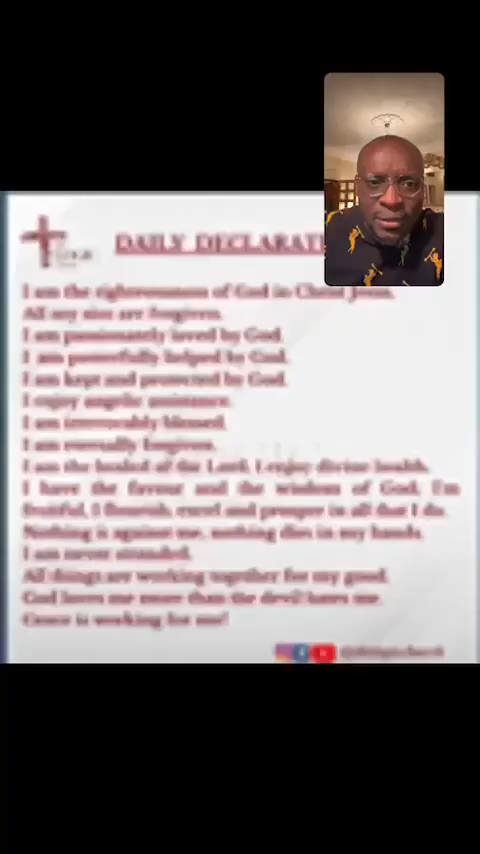 DAILY DECLARAT
I am the righteousness of God in Christ Jesus.
All my sins are forgiven.
I am passionately loved by God.
I am powerfully helped by God.
I am kept and protected by God.
I enjoy angelic assistance.
I am irrevocably blessed.
I am eternally forgiven.
I am the healed of the Lord. I enjoy divine health.
I have the favour and the wisdom of God. I'm
fruitful, I flourish, excel and prosper in all that I do.
Nothing is against me, nothing dies in my hands.
I am never stranded.
All things are working together for my good.
God loves me more than the devil hates me.
Grace is working for me!